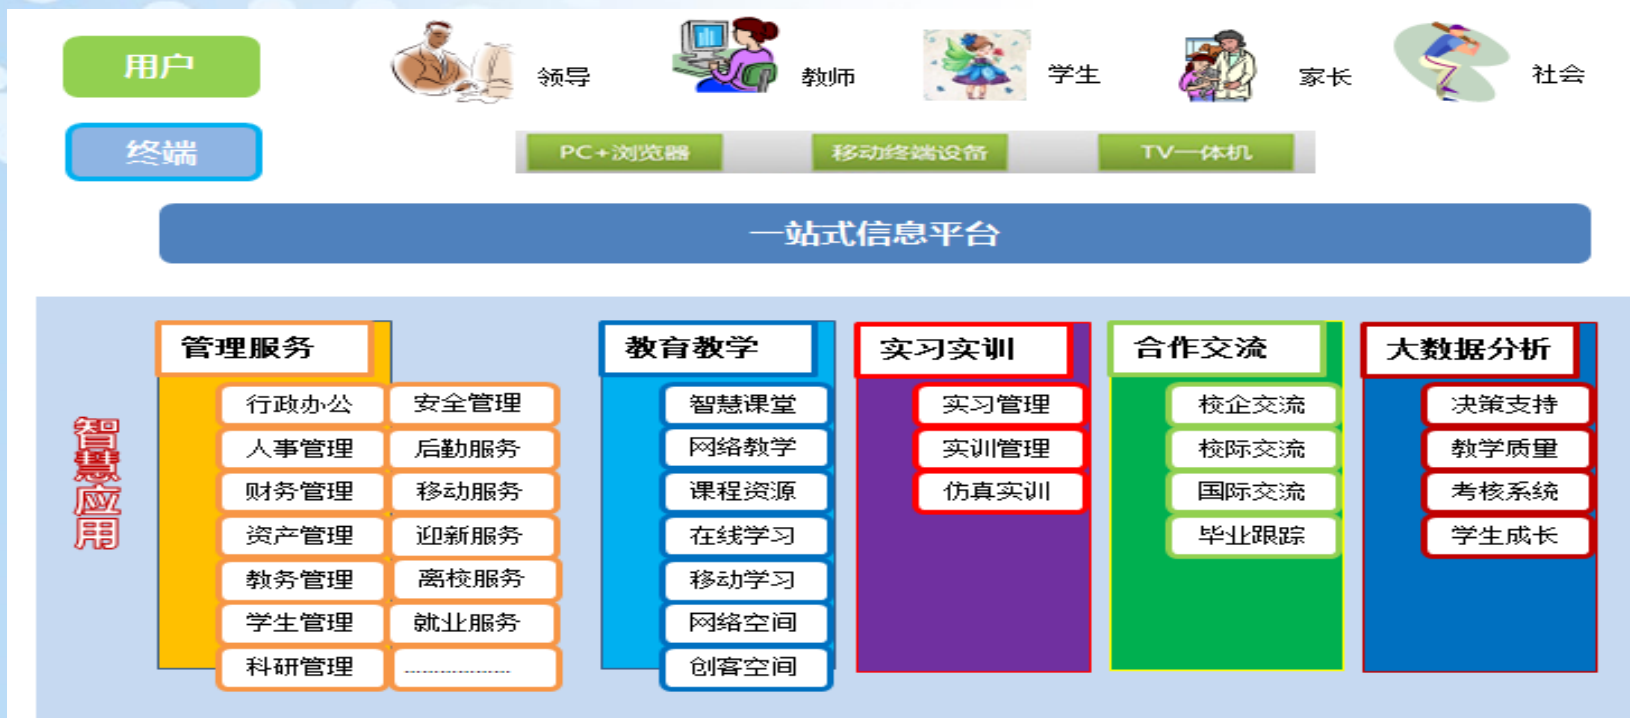 用户
领导
教师
学生
家长
社会
终端
PC+浏览器
移动终端设备
TV一体机
一站式信息平台
智慧应用
管理服务
行政办公
安全管理
人事管理
后勤服务
财务管理
移动服务
资产管理
迎新服务
教务管理
离校服务
学生管理
就业服务
科研管理
....................
教育教学
智慧课堂
网络教学
课程资源
在线学习
移动学习
网络空间
创客空间
实习实训
实习管理
实训管理
仿真实训
合作交流
校企交流
校际交流
国际交流
毕业跟踪
大数据分析
决策支持
教学质量
考核系统
学生成长